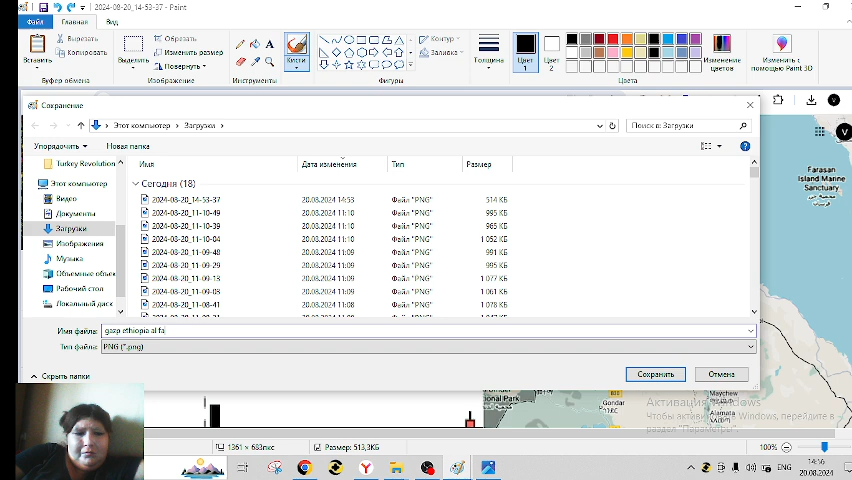 2024-08-20_14-53-37 - Paint
Файл Главная Вид
Вставить
Вырезать
Копировать
Буфер обмена
Выделить
Обрезать
Изменить размер
Повернуть
Изображение
Инструменты
Кисти
Контур
Заливка
Фигуры
Толщина
Цвет 1
Цвет 2
Цвета
Изменение цветов
Изменить с помощью Paint 3D
Сохранение
Этот компьютер Загрузки
Поиск в: Загрузки
Упорядочить Новая папка
Turkey Revolution
Этот компьютер
Видео
Документы
Загрузки
Изображения
Музыка
Объемные объек
Рабочий стол
Локальный диск
Имя Дата изменения Тип Размер
Сегодня (18)
2024-08-20_14-53-37 20.08.2024 14:53 Файл "PNG" 514 КБ
2024-08-20_11-10-49 20.08.2024 11:10 Файл "PNG" 995 КБ
2024-08-20_11-10-39 20.08.2024 11:10 Файл "PNG" 965 КБ
2024-08-20_11-10-04 20.08.2024 11:10 Файл "PNG" 1 052 КБ
2024-08-20_11-09-48 20.08.2024 11:09 Файл "PNG" 991 КБ
2024-08-20_11-09-29 20.08.2024 11:09 Файл "PNG" 995 КБ
2024-08-20_11-09-13 20.08.2024 11:09 Файл "PNG" 1 077 КБ
2024-08-20_11-09-03 20.08.2024 11:09 Файл "PNG" 1 061 КБ
2024-08-20_11-08-41 20.08.2024 11:08 Файл "PNG" 1 078 КБ
Имя файла: gazp ethiopia al fa
Тип файла: PNG (*.png)
Скрыть папки
Сохранить Отмена
Farasan
Island Marine
Sanctuary
V
V
onal Park
Gondar
Maychew
Alamata
Активация Windows
Чтобы активировать Windows, перейдите в
раздел "Параметры".
1361 × 683пкс
Размер: 513,3КБ
100%
ENG
14:56
20.08.2024